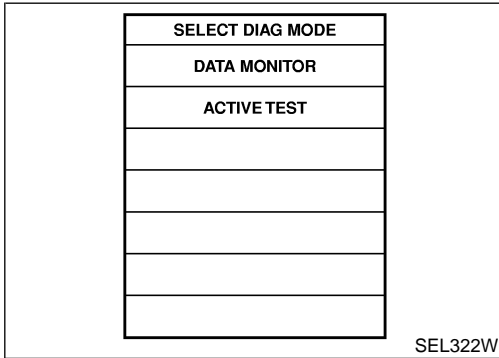 SELECT DIAG MODE
DATA MONITOR
ACTIVE TEST
SEL322W